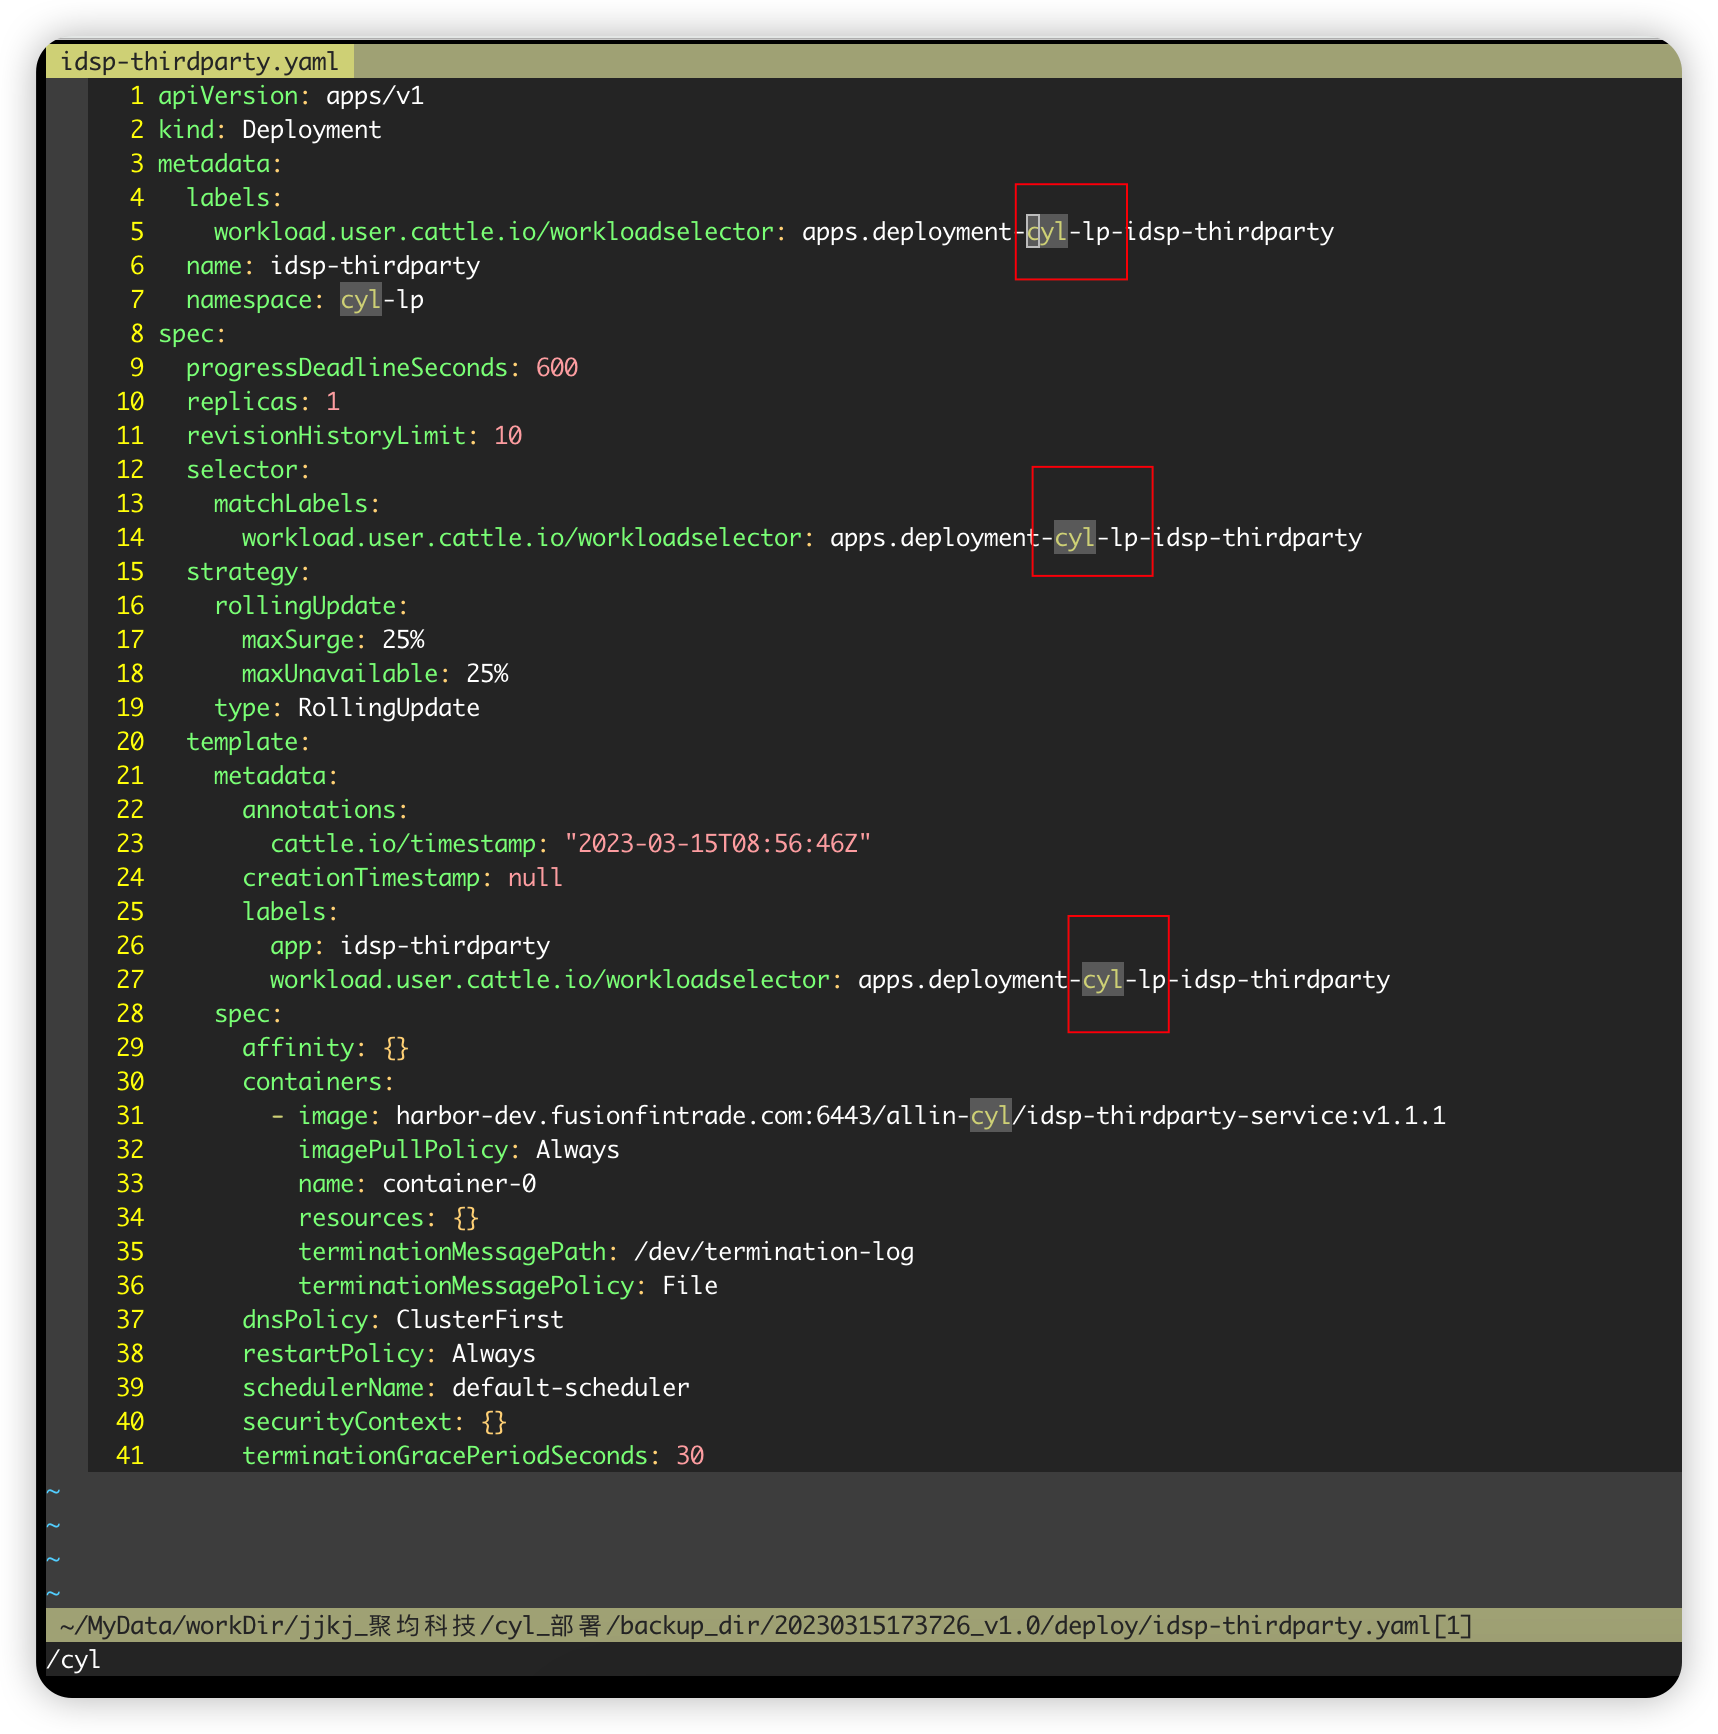 idsp-thirdparty.yaml
1 apiVersion: apps/v1
2 kind: Deployment
3 metadata:
4   labels:
5     workload.user.cattle.io/workloadselector: apps.deployment-cyl-lp-idsp-thirdparty
6   name: idsp-thirdparty
7   namespace: cyl-lp
8 spec:
9   progressDeadlineSeconds: 600
10   replicas: 1
11   revisionHistoryLimit: 10
12   selector:
13     matchLabels:
14       workload.user.cattle.io/workloadselector: apps.deployment-cyl-lp-idsp-thirdparty
15   strategy:
16     rollingUpdate:
17       maxSurge: 25%
18       maxUnavailable: 25%
19     type: RollingUpdate
20   template:
21     metadata:
22       annotations:
23         cattle.io/timestamp: "2023-03-15T08:56:46Z"
24       creationTimestamp: null
25       labels:
26         app: idsp-thirdparty
27         workload.user.cattle.io/workloadselector: apps.deployment-cyl-lp-idsp-thirdparty
28     spec:
29       affinity: {}
30       containers:
31         - image: harbor-dev.fusionfintrade.com:6443/allin-cyl/idsp-thirdparty-service:v1.1.1
32           imagePullPolicy: Always
33           name: container-0
34           resources: {}
35           terminationMessagePath: /dev/termination-log
36           terminationMessagePolicy: File
37       dnsPolicy: ClusterFirst
38       restartPolicy: Always
39       schedulerName: default-scheduler
40       securityContext: {}
41       terminationGracePeriodSeconds: 30
~
~
~
~
~/MyData/workDir/jjkj_聚均科技/cyl_部署/backup_dir/20230315173726_v1.0/deploy/idsp-thirdparty.yaml[1]
/cyl